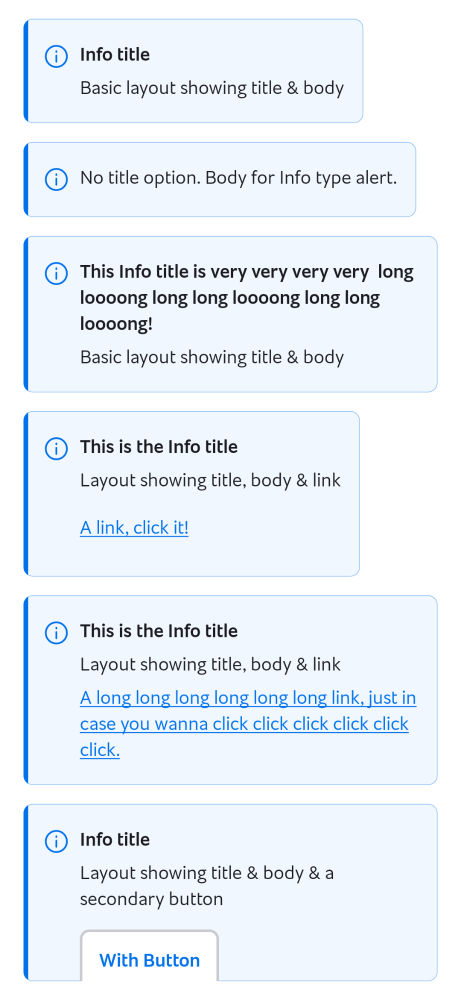 Info title
Basic layout showing title & body
No title option. Body for Info type alert.
This Info title is very very very very  long
loooong long long loooong long long
loooong!
Basic layout showing title & body
This is the Info title
Layout showing title, body & link
A link, click it!
This is the Info title
Layout showing title, body & link
A long long long long long long link, just in
case you wanna click click click click click
click.
Info title
Layout showing title & body & a
secondary button
With Button